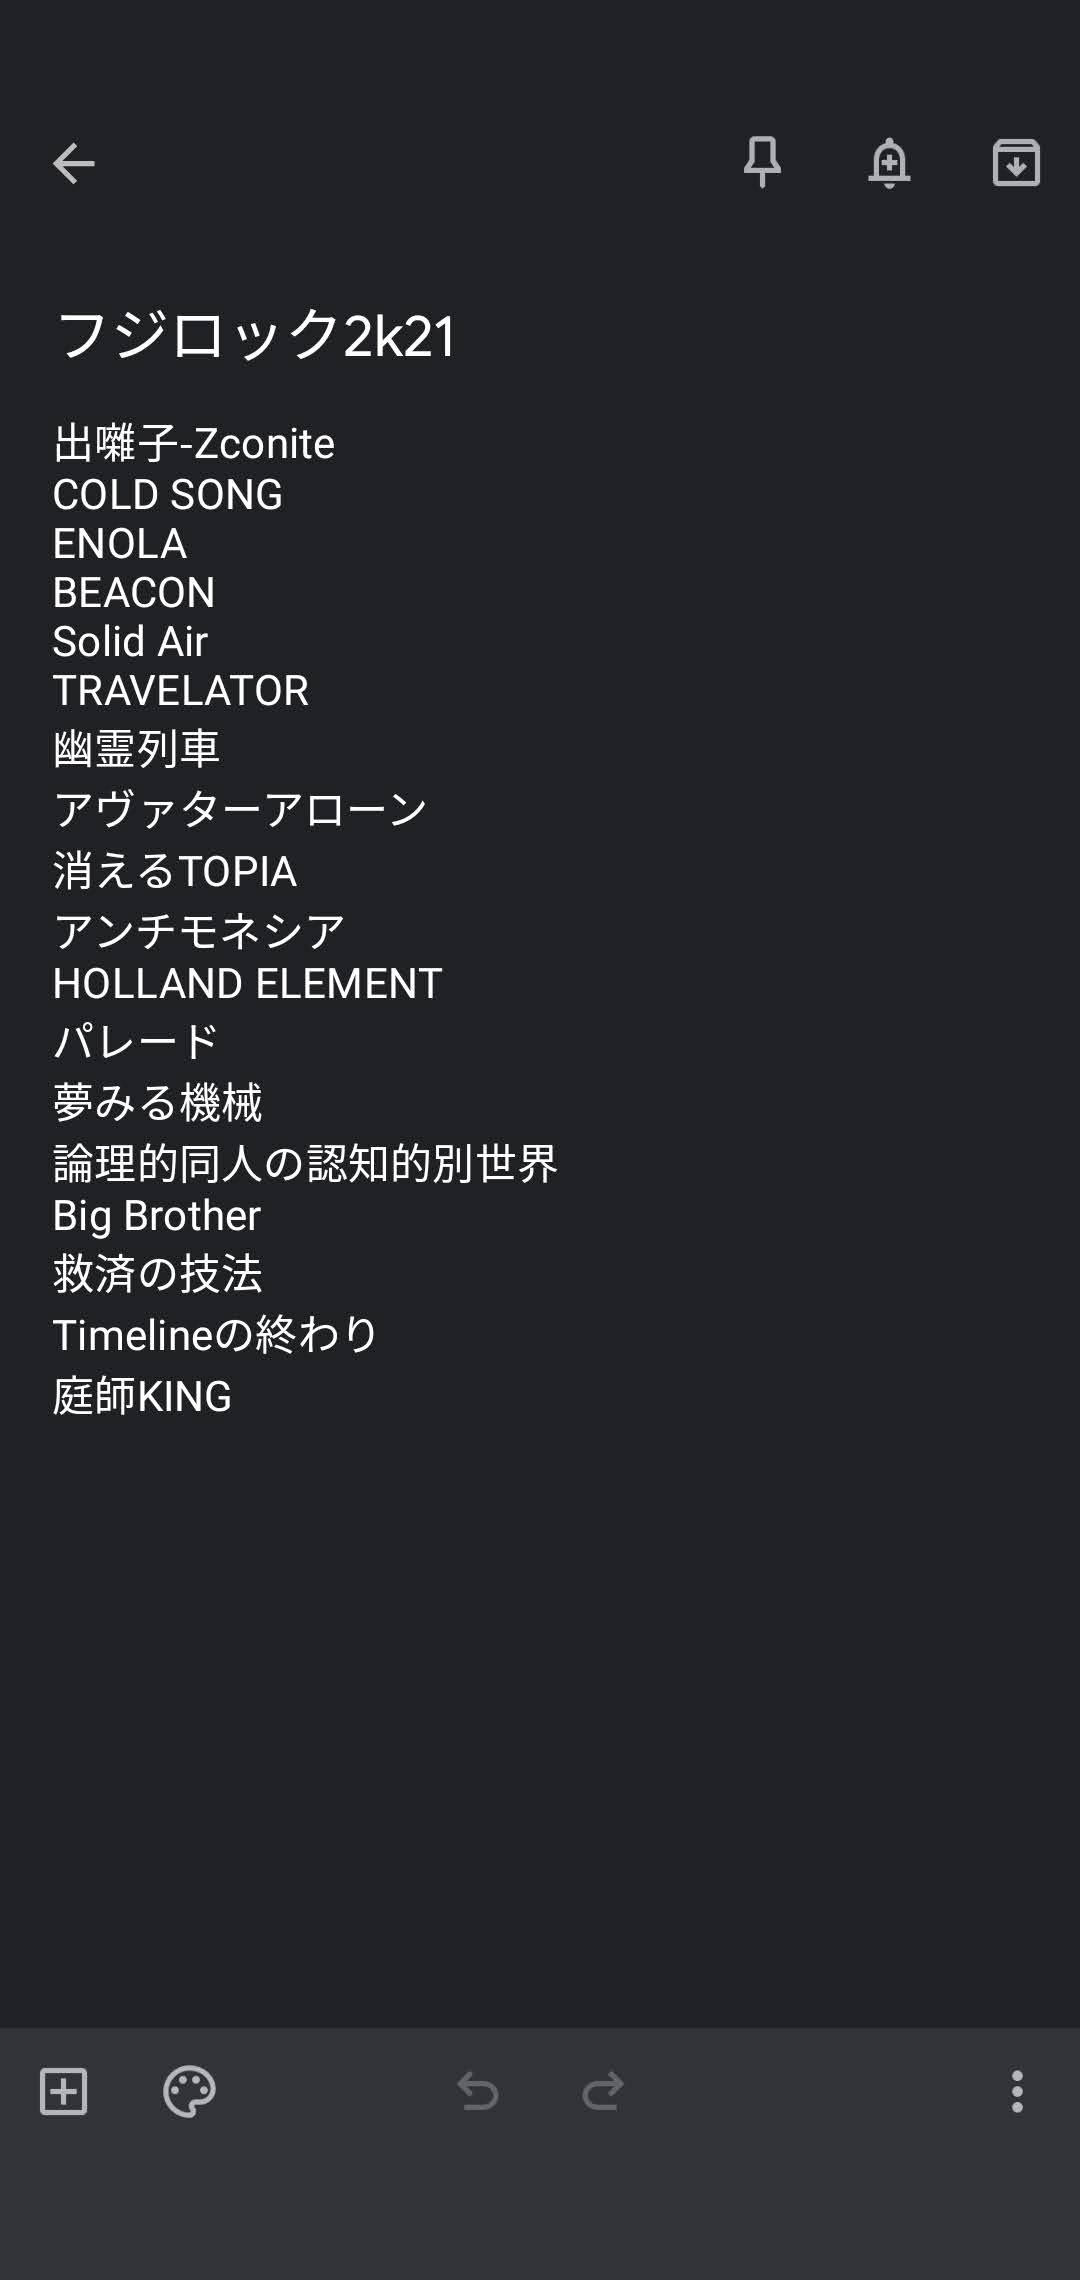 フジロック2k21
出囃子-Zconite
COLD SONG
ENOLA
BEACON
Solid Air
TRAVELATOR
幽霊列車
アヴァターアローン
消えるTOPIA
アンチモネシア
HOLLAND ELEMENT
パレード
夢みる機械
論理的同人の認知的別世界
Big Brother
救済の技法
Timelineの終わり
庭師KING